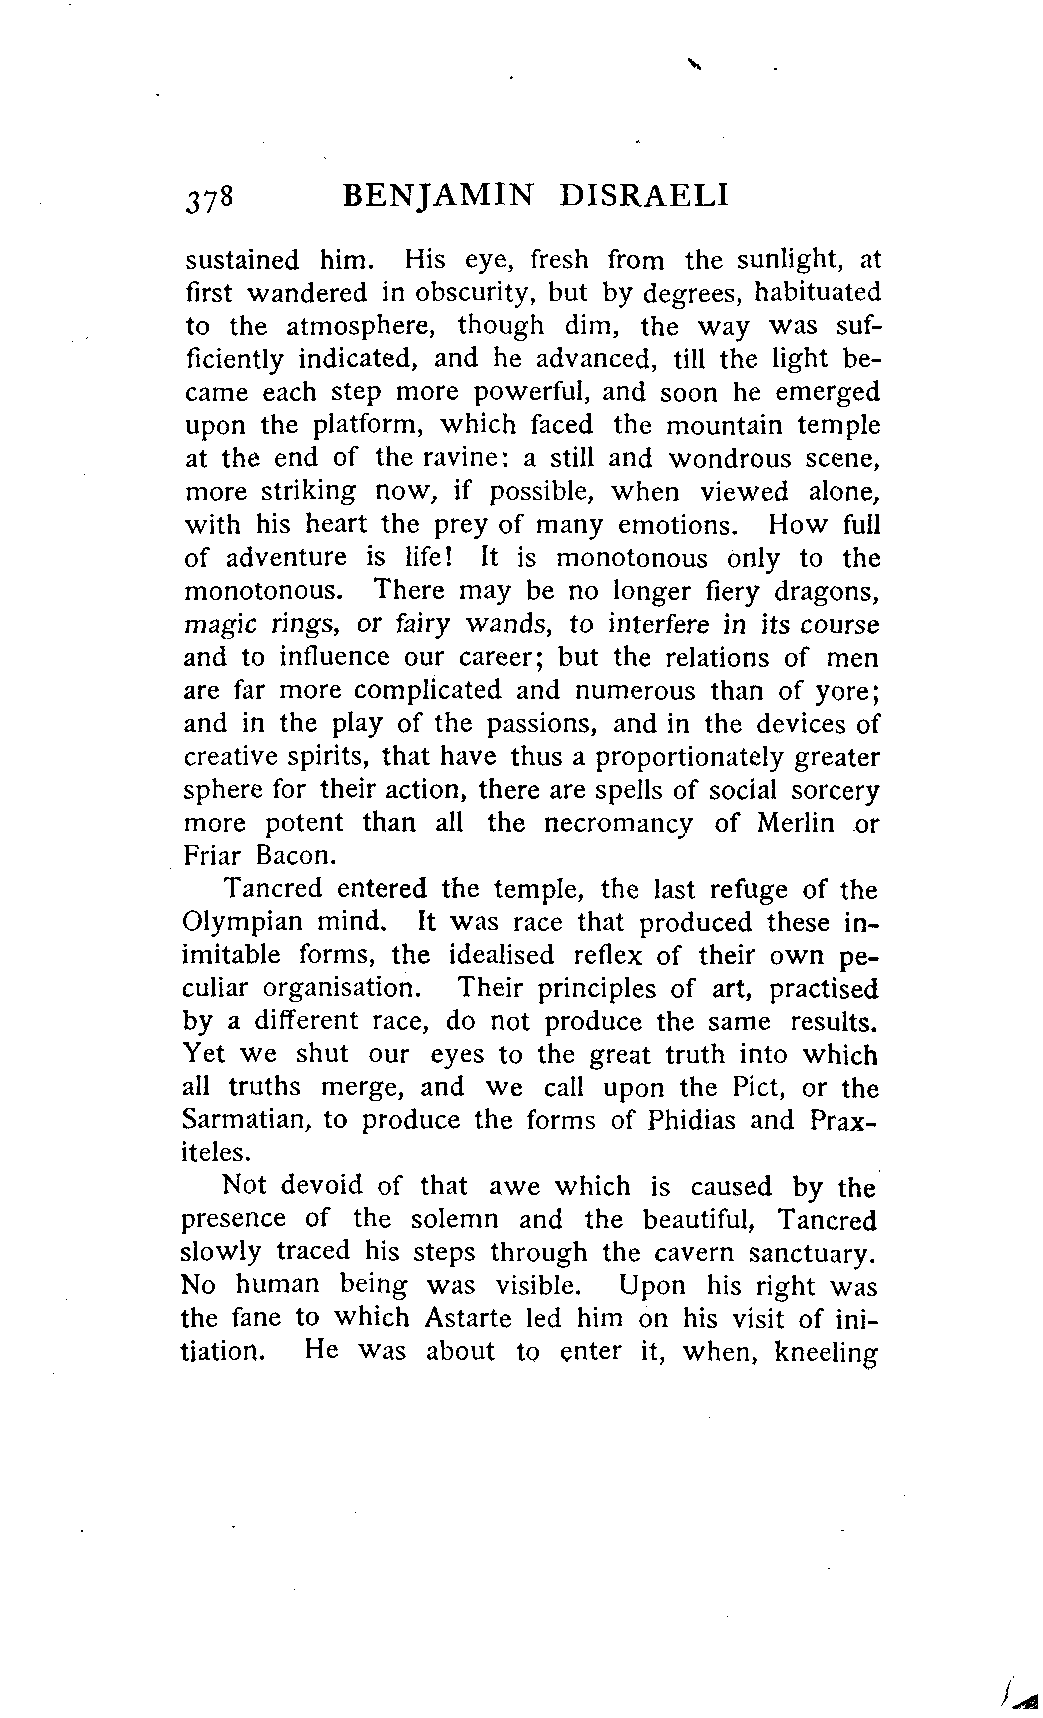 378 BENJAMIN DISRAELI
sustained him. His eye, fresh from the sunlight, at
first wandered in obscurity, but by degrees, habituated
to the atmosphere, though dim, the way was suf-
ficiently indicated, and he advanced, till the light be-
came each step more powerful, and soon he emerged
upon the platform, which faced the mountain temple
at the end of the ravine: a still and wondrous scene,
more striking now, if possible, when viewed alone,
with his heart the prey of many emotions. How full
of adventure is life! It is monotonous only to the
monotonous. There may be no longer fiery dragons,
magic rings, or fairy wands, to interfere in its course
and to influence our career; but the relations of men
are far more complicated and numerous than of yore;
and in the play of the passions, and in the devices of
creative spirits, that have thus a proportionately greater
sphere for their action, there are spells of social sorcery
more potent than all the necromancy of Merlin or
Friar Bacon.
Tancred entered the temple, the last refuge of the
Olympian mind. It was race that produced these in-
imitable forms, the idealised reflex of their own pe-
culiar organisation. Their principles of art, practised
by a different race, do not produce the same results.
Yet we shut our eyes to the great truth into which
all truths merge, and we call upon the Pict, or the
Sarmatian, to produce the forms of Phidias and Prax-
iteles.
Not devoid of that awe which is caused by the
presence of the solemn and the beautiful, Tancred
slowly traced his steps through the cavern sanctuary.
No human being was visible. Upon his right was
the fane to which Astarte led him on his visit of ini-
tiation. He was about to enter it, when, kneeling